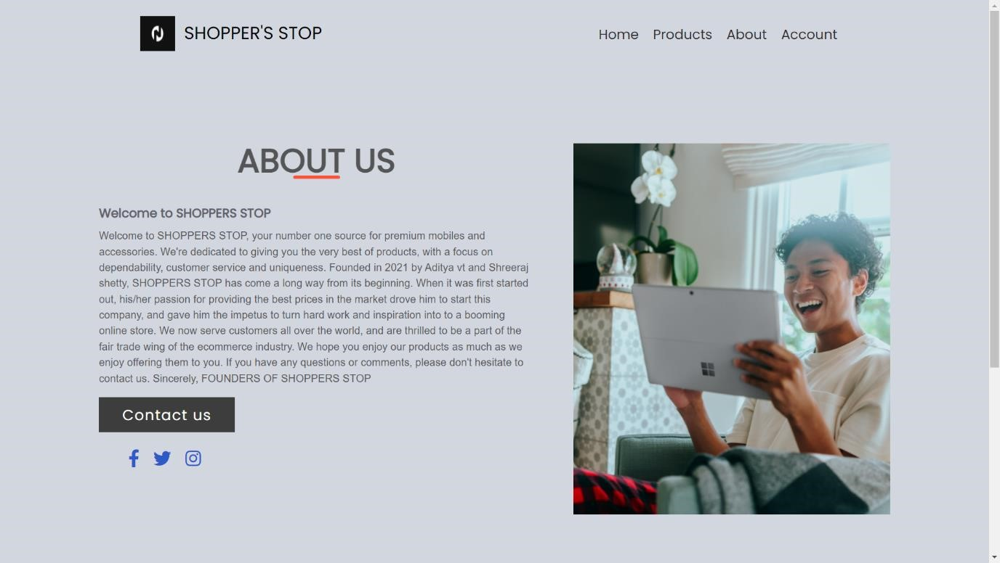 SHOPPER'S STOP
Home Products About Account
ABOUT US
Welcome to SHOPPERS STOP
Welcome to SHOPPERS STOP, your number one source for premium mobiles and
accessories. We're dedicated to giving you the very best of products, with a focus on
dependability, customer service and uniqueness. Founded in 2021 by Aditya vt and Shreeraj
shetty, SHOPPERS STOP has come a long way from its beginning. When it was first started
out, his/her passion for providing the best prices in the market drove him to start this
company, and gave him the impetus to turn hard work and inspiration into to a booming
online store. We now serve customers all over the world, and are thrilled to be a part of the
fair trade wing of the ecommerce industry. We hope you enjoy our products as much as we
enjoy offering them to you. If you have any questions or comments, please don't hesitate to
contact us. Sincerely, FOUNDERS OF SHOPPERS STOP
Contact us